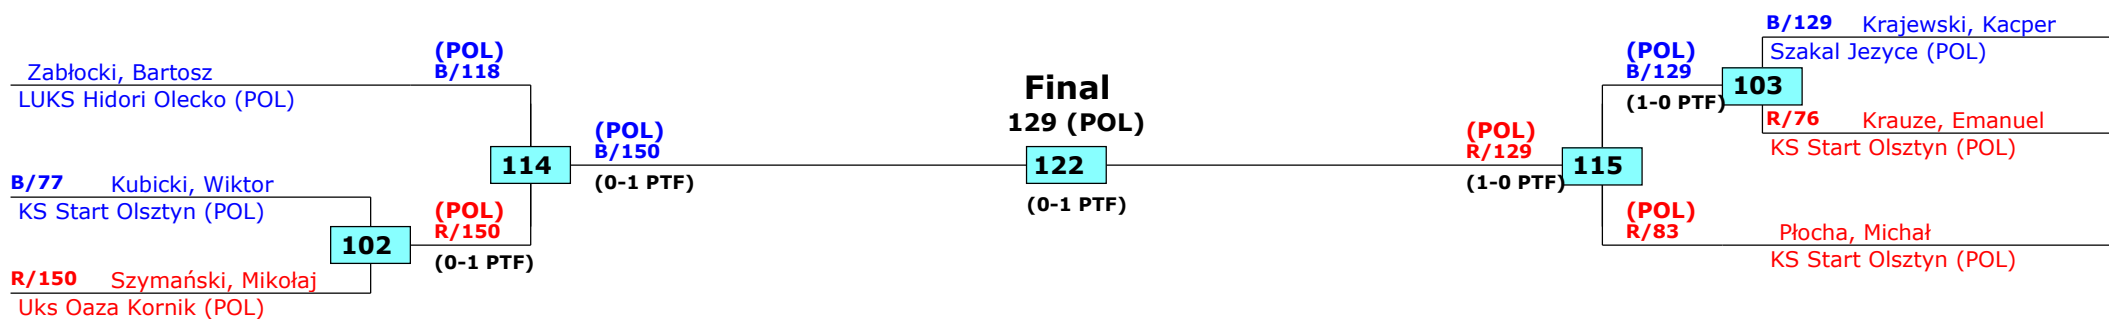 Zabłocki, Bartosz
LUKS Hidori Olecko (POL)
(POL)
B/118
B/77 Kubicki, Wiktor
KS Start Olsztyn (POL)
R/150 Szymański, Mikołaj
Uks Oaza Kornik (POL)
102
(POL)
R/150
(0-1 PTF)
114
(POL)
B/150
(0-1 PTF)
Final
129 (POL)
122
(0-1 PTF)
(POL)
R/129
(1-0 PTF)
115
(POL)
B/129
(1-0 PTF)
103
B/129 Krajewski, Kacper
Szakal Jezyce (POL)
R/76 Krauze, Emanuel
KS Start Olsztyn (POL)
(POL)
R/83
Płocha, Michał
KS Start Olsztyn (POL)